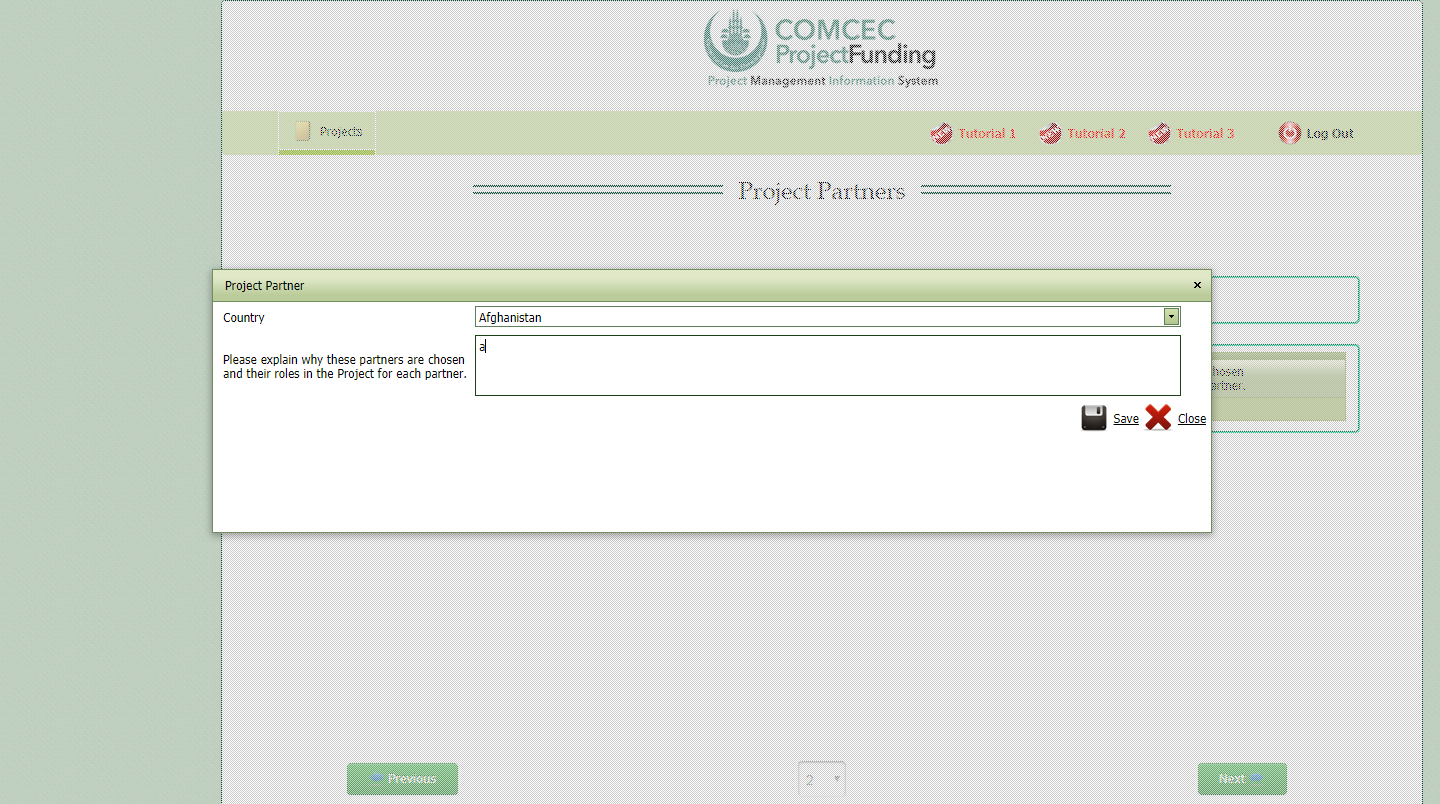 COMCEC
ProjectFunding
Project Management Information System
Projects
Tutorial 1
Tutorial 2
Tutorial 3
Log Out
Project Partners
Project Partner
×
Country
Afghanistan
Please explain why these partners are chosen
and their roles in the Project for each partner.
a
hosen
artner.
Save
Close
Previous
2
Next